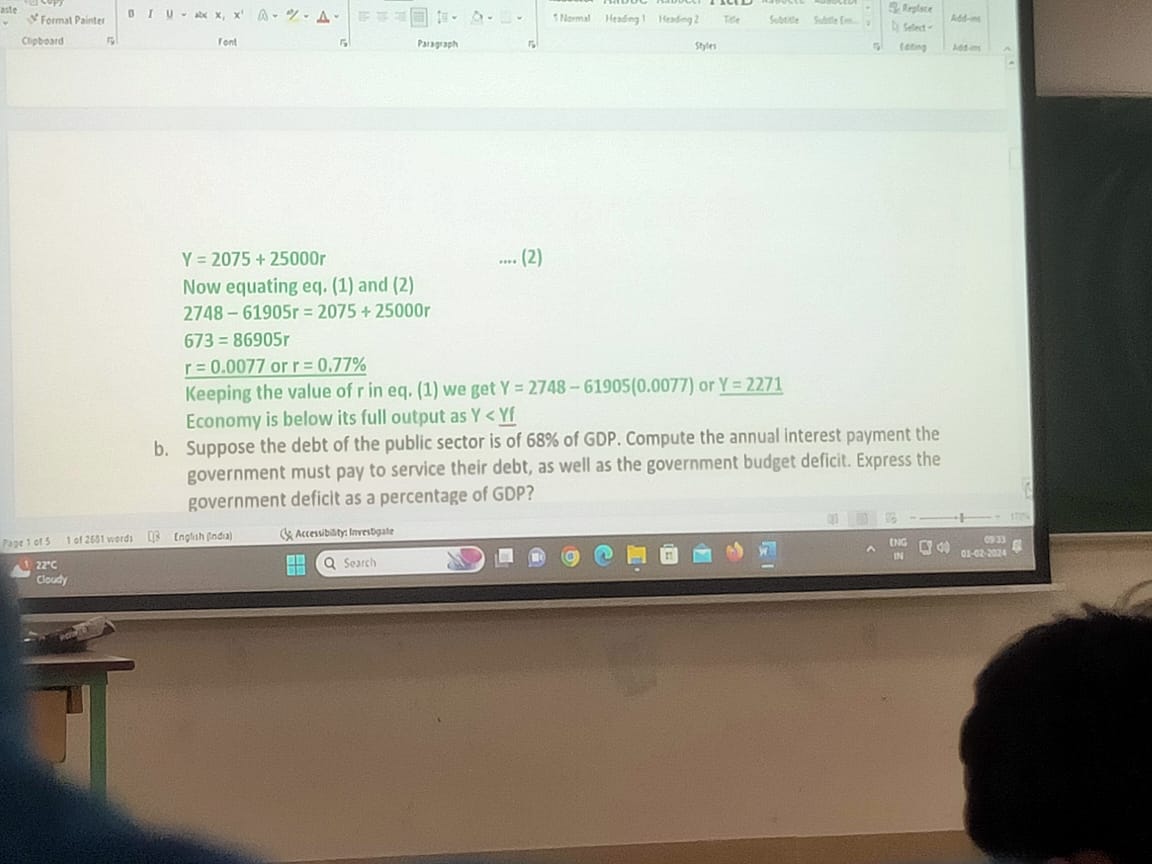 Format Painter
Clipboard
Font
Paragraph
1 Normal Heading 1 Heading 2 Title Subtitle Subtle Em...
Styles
Replace
Select
Editing
Add-ins
Add-ins
Y = 2075 + 25000r .... (2)
Now equating eq. (1) and (2)
2748 – 61905r = 2075 + 25000r
673 = 86905r
r = 0.0077 or r = 0.77%
Keeping the value of r in eq. (1) we get Y = 2748 – 61905(0.0077) or Y = 2271
Economy is below its full output as Y < Yf
b. Suppose the debt of the public sector is of 68% of GDP. Compute the annual interest payment the
government must pay to service their debt, as well as the government budget deficit. Express the
government deficit as a percentage of GDP?
Page 1 of 5 1 of 2681 words English (India) Accessibility: Investigate
22°C
Cloudy
Search
ENG
IN
09:33
01-02-2024